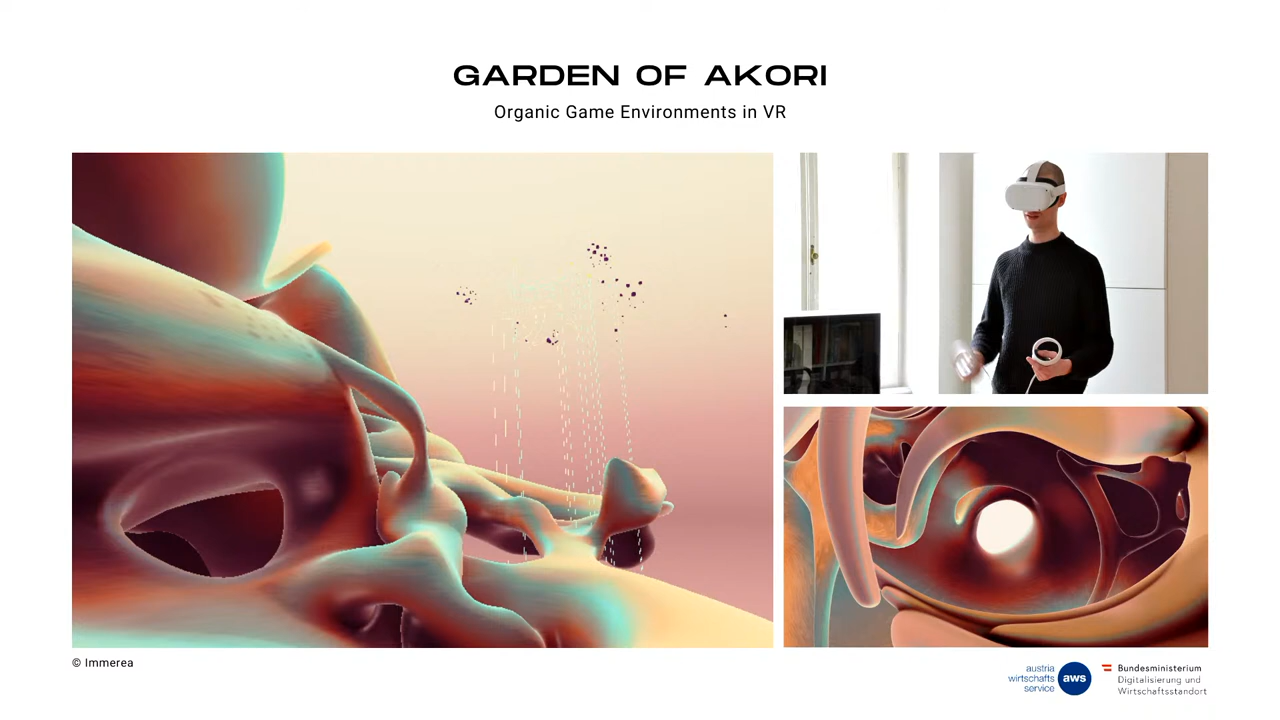 GARDEN OF AKORI
Organic Game Environments in VR
© Immerea
austria
wirtschafts
service
aws
Bundesministerium
Digitalisierung und
Wirtschaftsstandort